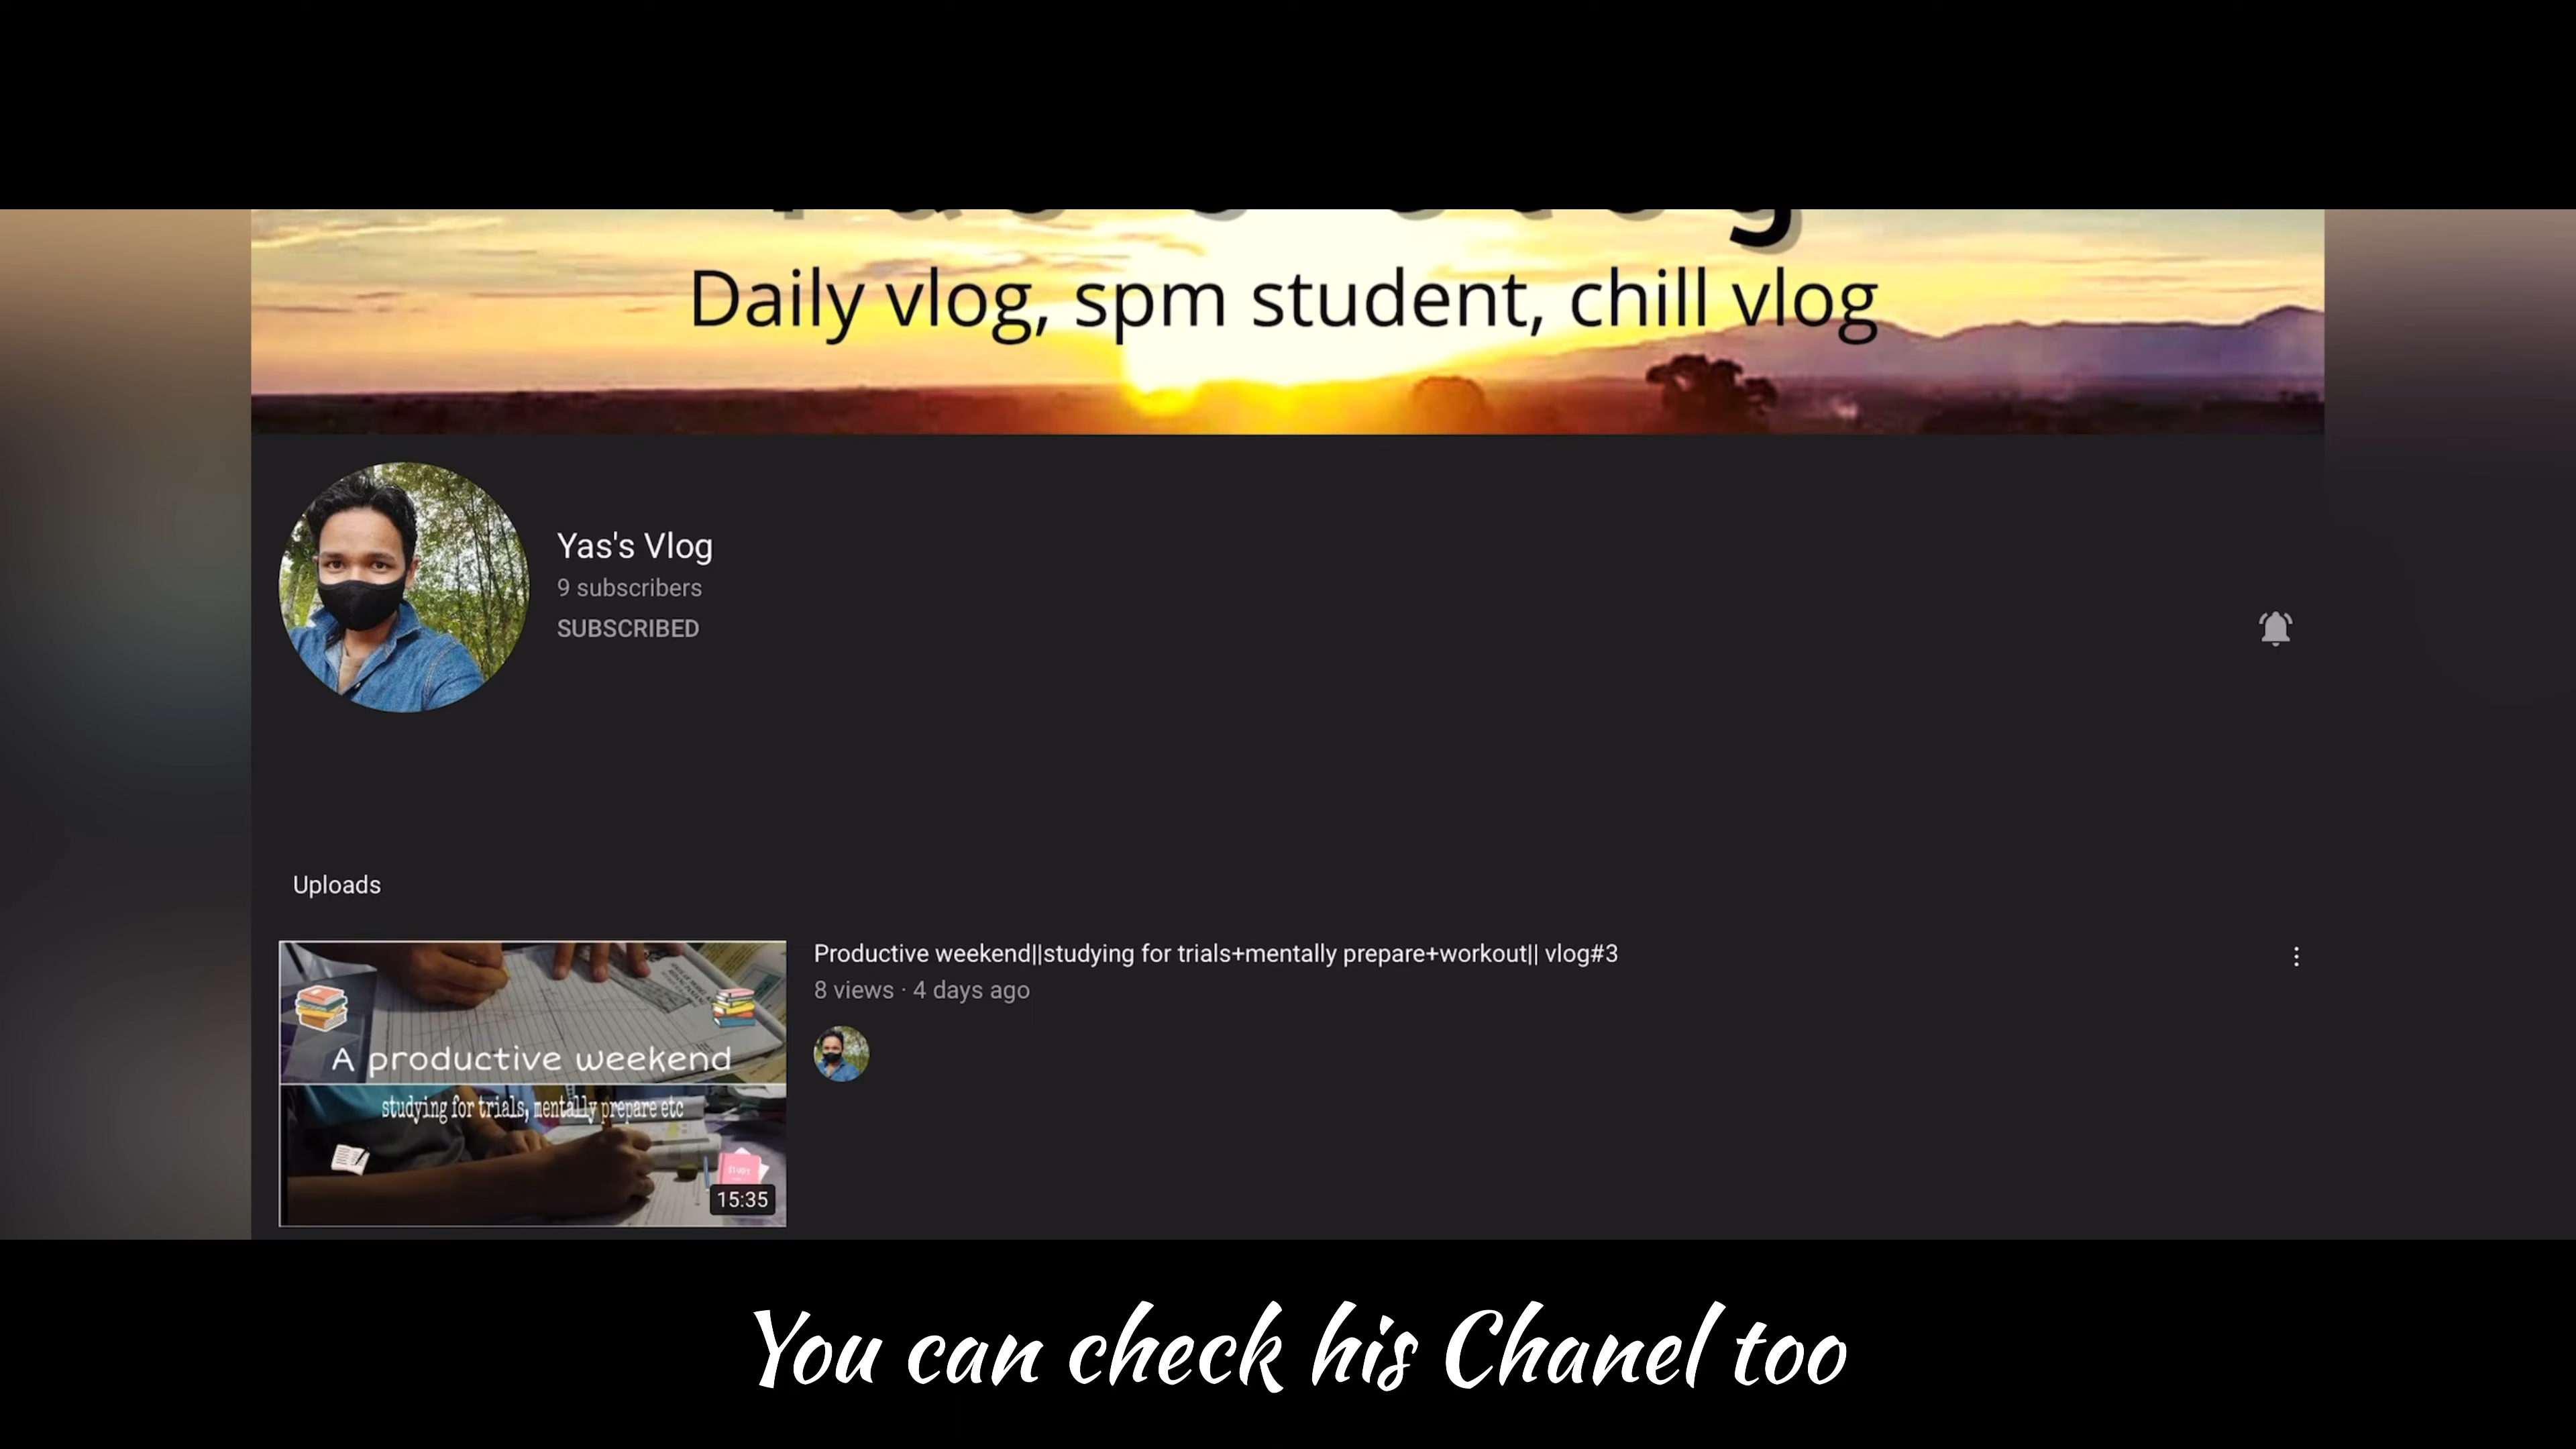 Daily vlog, spm student, chill vlog
Yas's Vlog
9 subscribers
SUBSCRIBED
Uploads
Productive weekend||studying for trials+mentally prepare+workout|| vlog#3
8 views · 4 days ago
A productive weekend
studying for trials, mentally prepare etc
STUDY
15:35
You can check his Chanel too